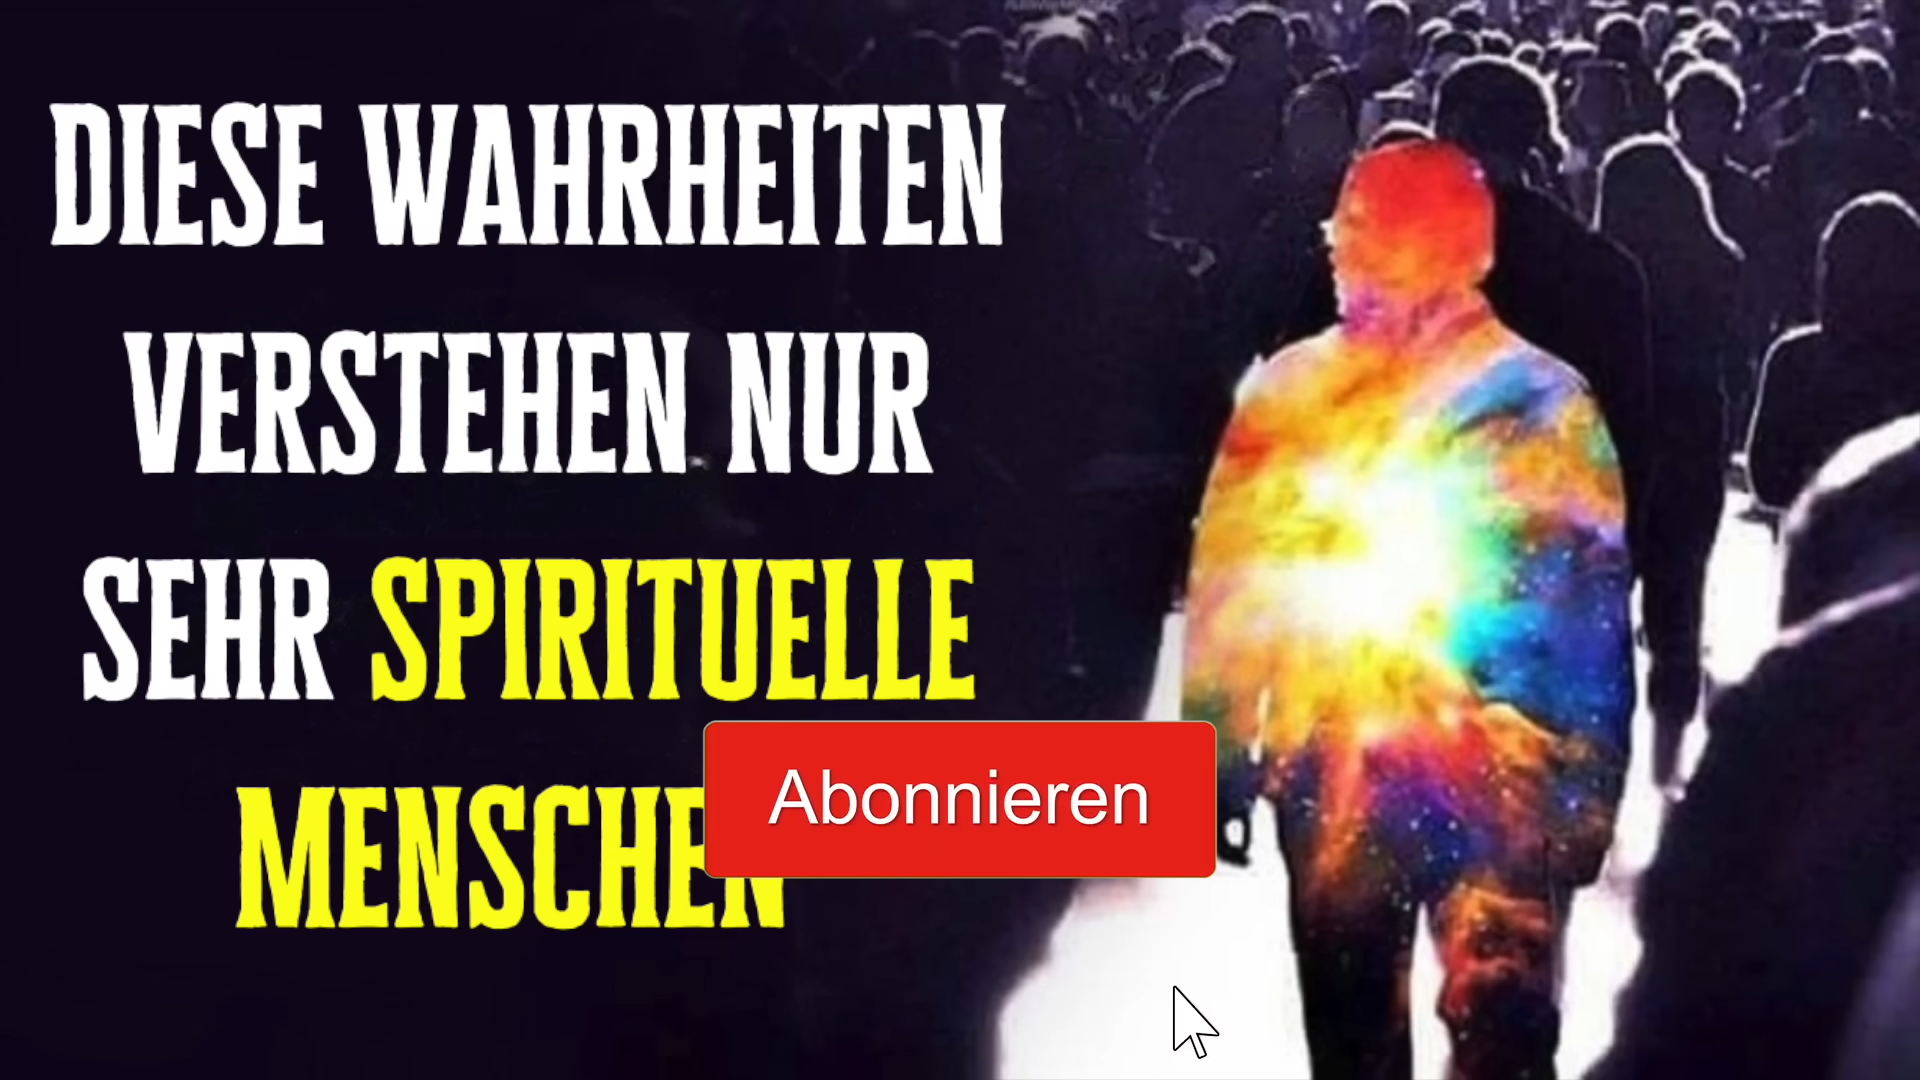 DIESE WAHRHEITEN
VERSTEHEN NUR
SEHR SPIRITUELLE
MENSCHEN
Abonnieren